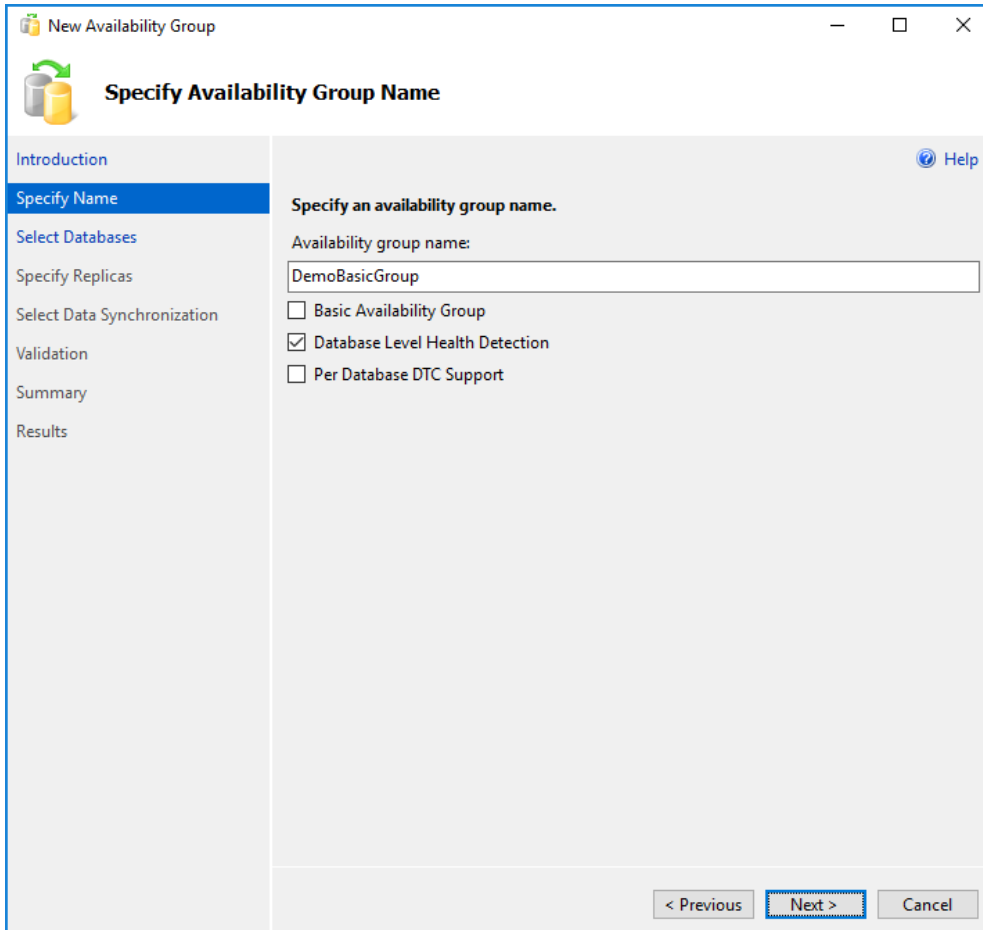 New Availability Group
Specify Availability Group Name
Introduction
Specify Name
Select Databases
Specify Replicas
Select Data Synchronization
Validation
Summary
Results
Help
Specify an availability group name.
Availability group name:
DemoBasicGroup
Basic Availability Group
Database Level Health Detection
Per Database DTC Support
< Previous
Next >
Cancel